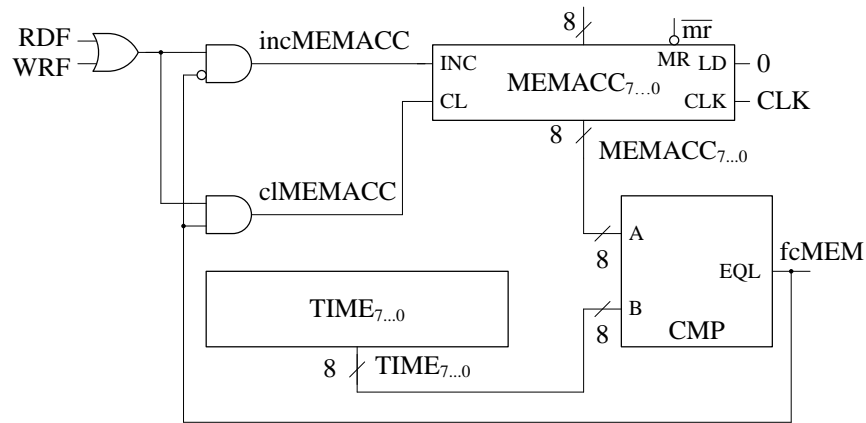 8
mr
RDF
WRF
incMEMACC
INC
MR
LD
0
MEMACC7…0
CL
CLK
CLK
8
MEMACC7...0
clMEMACC
A
8
fcMEM
EQL
TIME7...0
B
8
CMP
8
TIME7...0